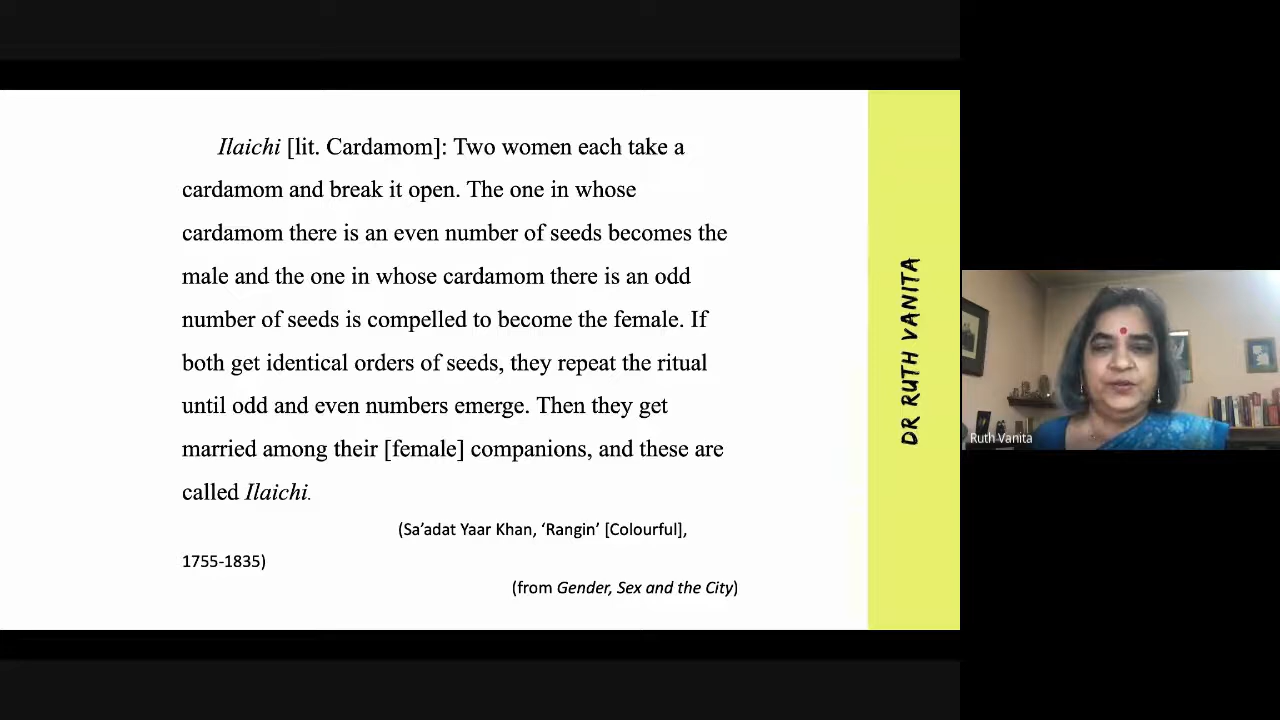 Ilaichi [lit. Cardamom]: Two women each take a
cardamom and break it open. The one in whose
cardamom there is an even number of seeds becomes the
male and the one in whose cardamom there is an odd
number of seeds is compelled to become the female. If
both get identical orders of seeds, they repeat the ritual
until odd and even numbers emerge. Then they get
married among their [female] companions, and these are
called Ilaichi.
(Sa’adat Yaar Khan, ‘Rangin’ [Colourful],
1755-1835)
(from Gender, Sex and the City)
DR RUTH VANITA
Ruth Vanita